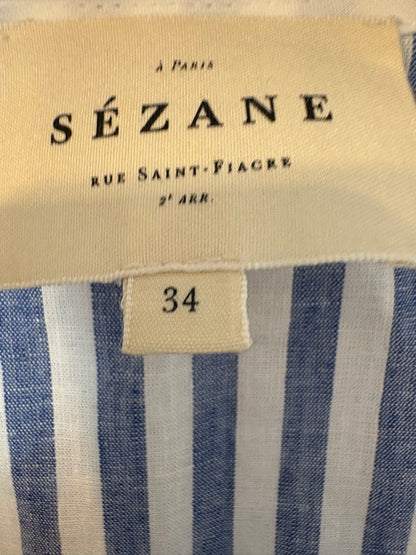 À PARIS
SÉZANE
RUE SAINT-FIACRE
2ᵉ ARR.
34